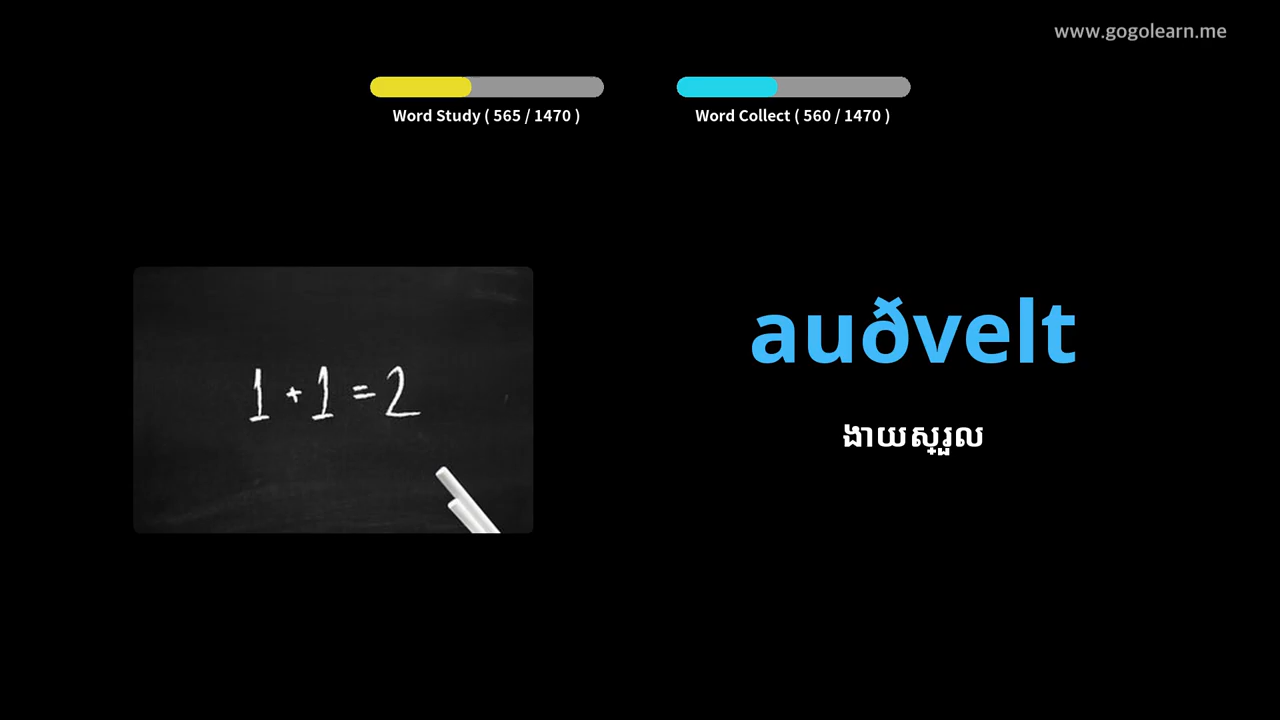 www.gogolearn.me
Word Study ( 565 / 1470 )
Word Collect ( 560 / 1470 )
1 + 1 = 2
auðvelt
ងាយស្រួល